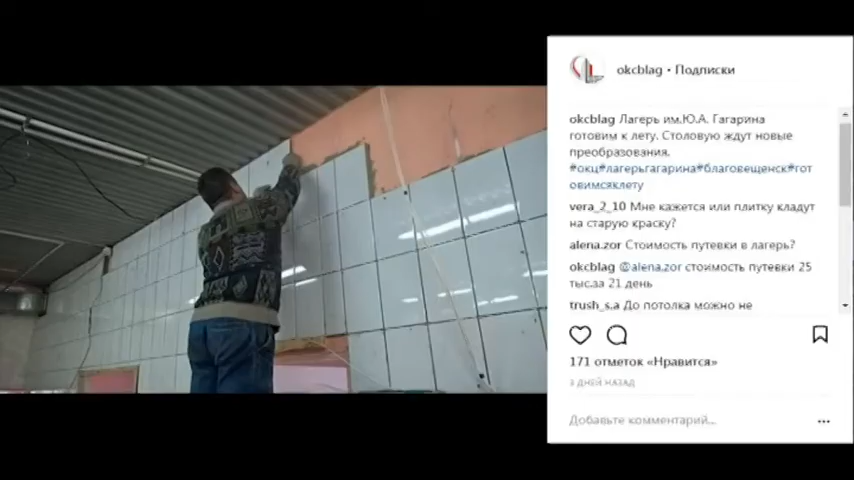 okcblag • Подписки
okcblag Лагерь им.Ю.А. Гагарина
готовим к лету. Столовую ждут новые
преобразования.
#окц#лагерьгагарина#благовещенск#гот
овимсяклету
vera_2_10 Мне кажется или плитку кладут
на старую краску?
alena.zor Стоимость путевки в лагерь?
okcblag @alena.zor стоимость путевки 25
тыс.за 21 день
trush_s.a До потолка можно не
171 отметок «Нравится»
3 ДНЕЙ НАЗАД
Добавьте комментарий...